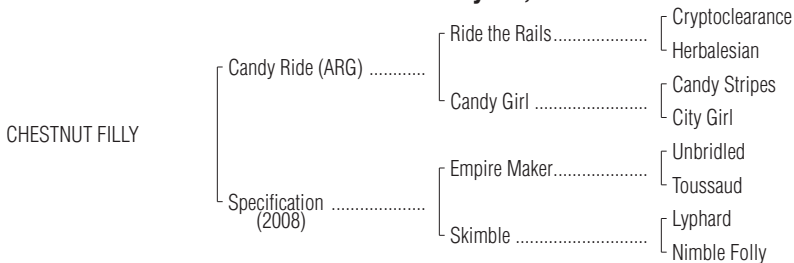 Cryptoclearance
Ride the Rails....................
Herbalesian
Candy Ride (ARG) ............
Candy Stripes
Candy Girl ........................
City Girl
CHESTNUT FILLY
Unbridled
Empire Maker....................
Toussaud
Specification ....................
(2008)
Lyphard
Skimble ............................
Nimble Folly